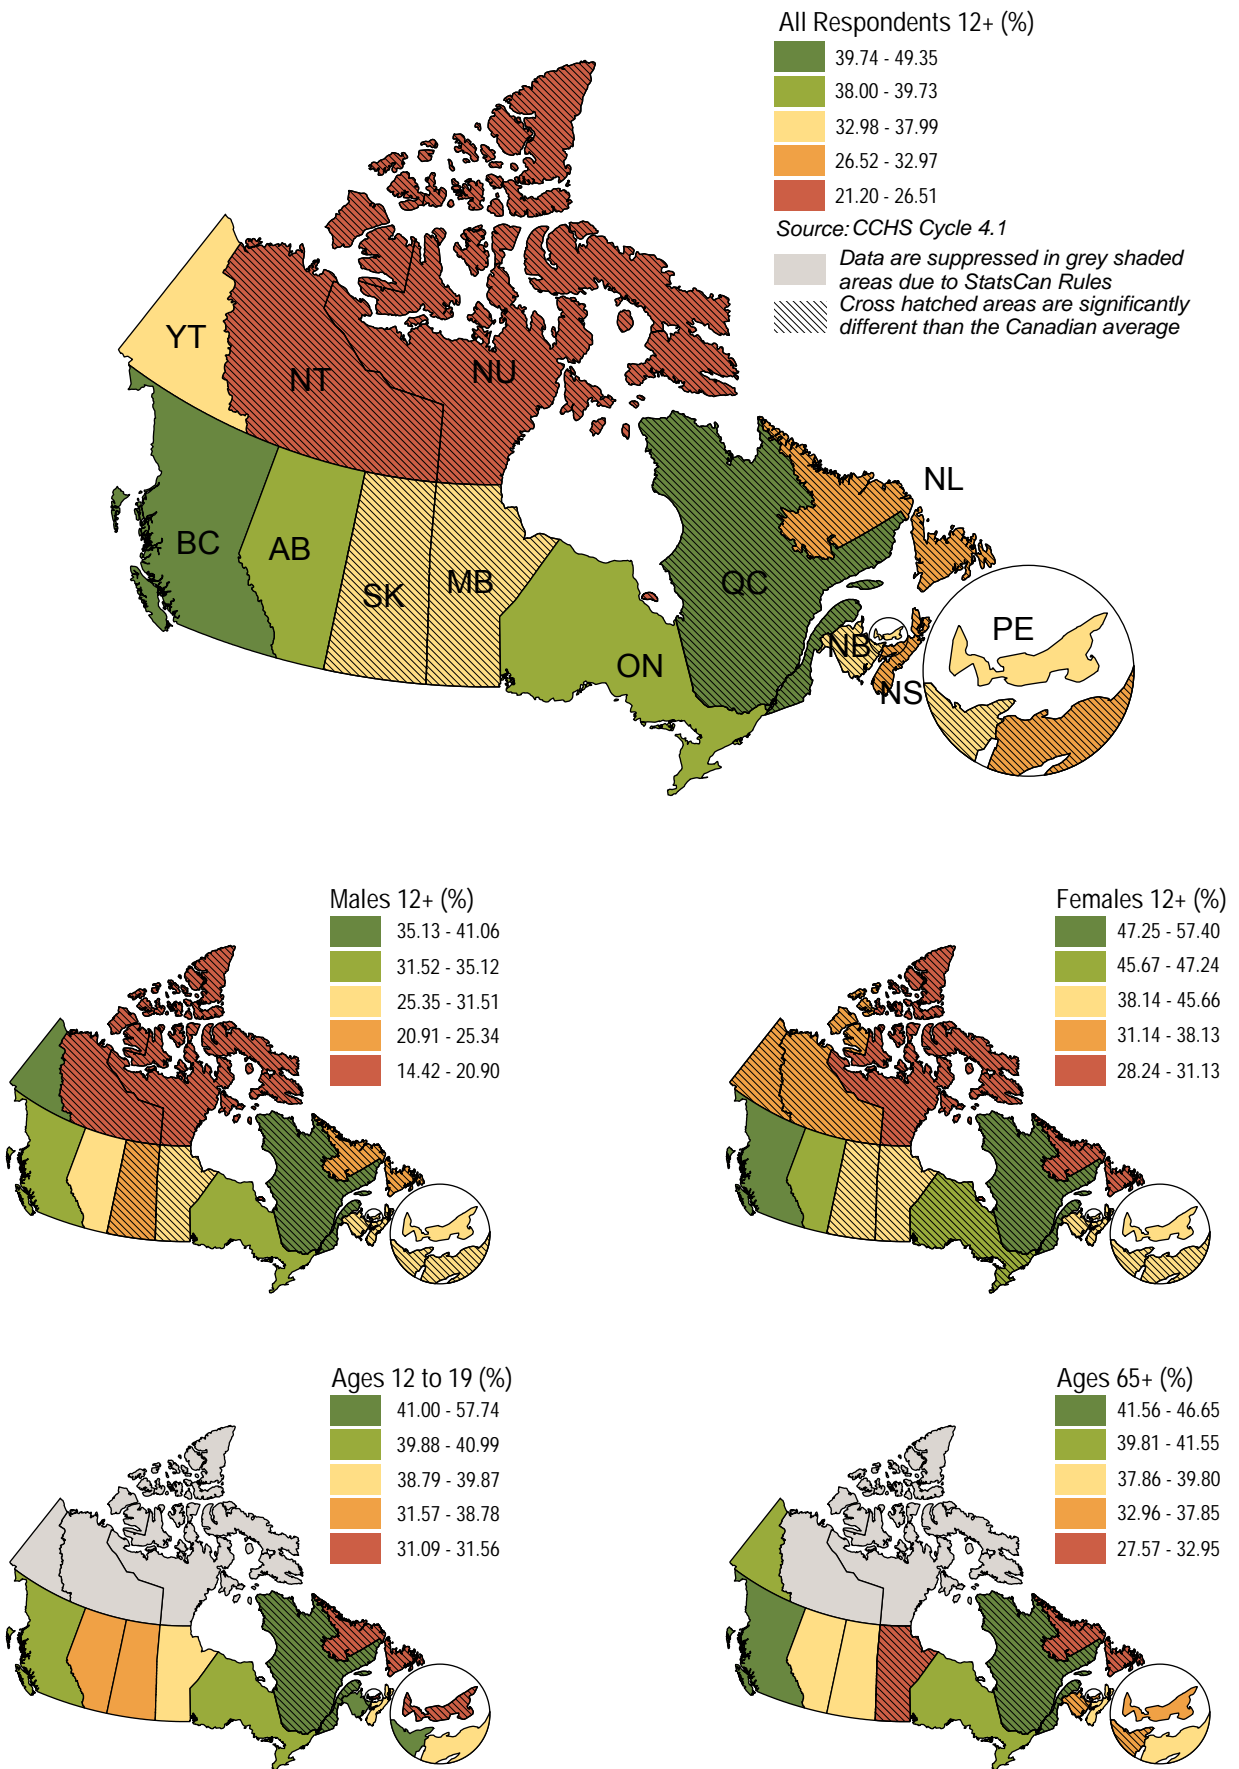 All Respondents 12+ (%)
39.74 - 49.35
38.00 - 39.73
32.98 - 37.99
26.52 - 32.97
21.20 - 26.51
Source: CCHS Cycle 4.1
Data are suppressed in grey shaded
areas due to StatsCan Rules
Cross hatched areas are significantly
different than the Canadian average
YT
NT
NU
BC
AB
SK
MB
ON
QC
NL
NB
NS
PE
Males 12+ (%)
35.13 - 41.06
31.52 - 35.12
25.35 - 31.51
20.91 - 25.34
14.42 - 20.90
Females 12+ (%)
47.25 - 57.40
45.67 - 47.24
38.14 - 45.66
31.14 - 38.13
28.24 - 31.13
Ages 12 to 19 (%)
41.00 - 57.74
39.88 - 40.99
38.79 - 39.87
31.57 - 38.78
31.09 - 31.56
Ages 65+ (%)
41.56 - 46.65
39.81 - 41.55
37.86 - 39.80
32.96 - 37.85
27.57 - 32.95